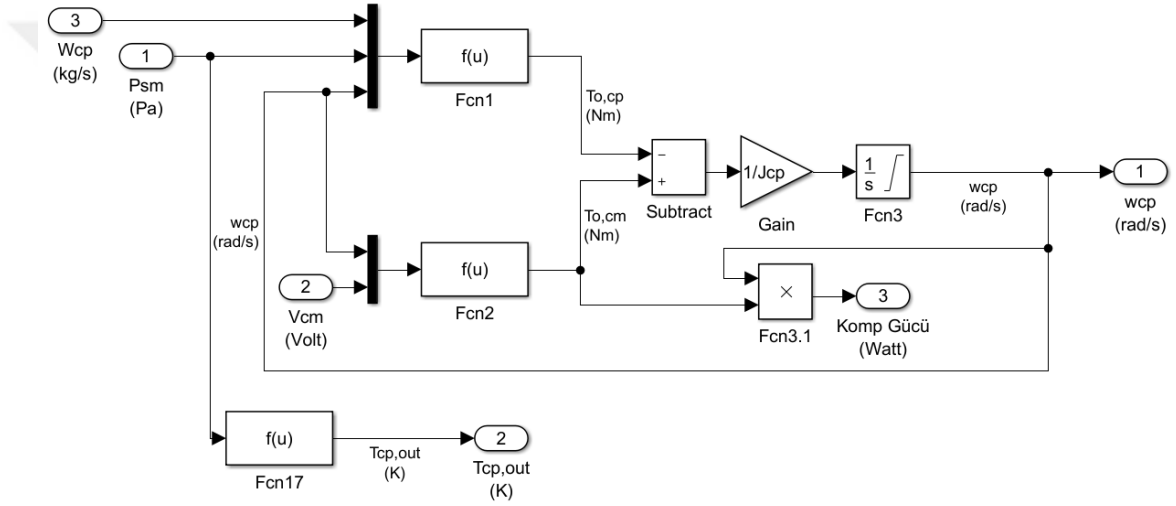 3
Wcp
(kg/s)
1
Psm
(Pa)
f(u)
Fcn1
To,cp
(Nm)
−
+
Subtract
1/Jcp
Gain
1
s
Fcn3
wcp
(rad/s)
1
wcp
(rad/s)
wcp
(rad/s)
2
Vcm
(Volt)
f(u)
Fcn2
To,cm
(Nm)
×
Fcn3.1
3
Komp Gücü
(Watt)
f(u)
Fcn17
Tcp,out
(K)
2
Tcp,out
(K)